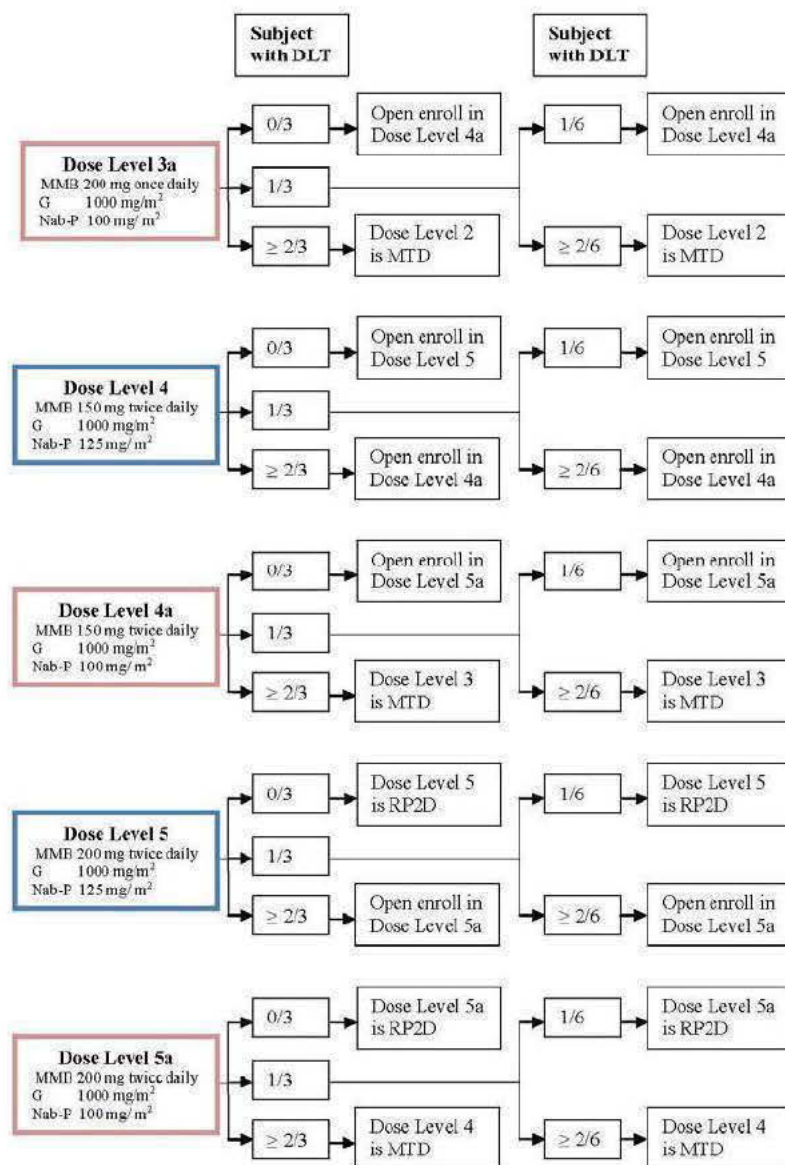 Subject
with DLT
Subject
with DLT
Dose Level 3a
MMB 200 mg once daily
G 1000 mg/m²
Nab-P 100 mg/ m²
0/3
Open enroll in
Dose Level 4a
1/6
Open enroll in
Dose Level 4a
1/3
≥ 2/3
Dose Level 2
is MTD
≥ 2/6
Dose Level 2
is MTD
Dose Level 4
MMB 150 mg twice daily
G 1000 mg/m²
Nab-P 125 mg/ m²
0/3
Open enroll in
Dose Level 5
1/6
Open enroll in
Dose Level 5
1/3
≥ 2/3
Open enroll in
Dose Level 4a
≥ 2/6
Open enroll in
Dose Level 4a
Dose Level 4a
MMB 150 mg twice daily
G 1000 mg/m²
Nab-P 100 mg/ m²
0/3
Open enroll in
Dose Level 5a
1/6
Open enroll in
Dose Level 5a
1/3
≥ 2/3
Dose Level 3
is MTD
≥ 2/6
Dose Level 3
is MTD
Dose Level 5
MMB 200 mg twice daily
G 1000 mg/m²
Nab-P 125 mg/ m²
0/3
Dose Level 5
is RP2D
1/6
Dose Level 5
is RP2D
1/3
≥ 2/3
Open enroll in
Dose Level 5a
≥ 2/6
Open enroll in
Dose Level 5a
Dose Level 5a
MMB 200 mg twice daily
G 1000 mg/m²
Nab-P 100 mg/ m²
0/3
Dose Level 5a
is RP2D
1/6
Dose Level 5a
is RP2D
1/3
≥ 2/3
Dose Level 4
is MTD
≥ 2/6
Dose Level 4
is MTD